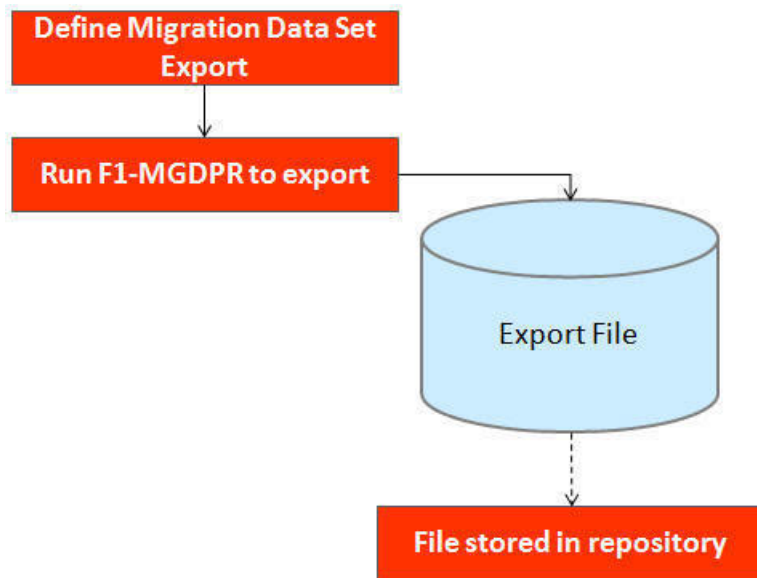 Define Migration Data Set
Export
Run F1-MGDPR to export
Export File
File stored in repository